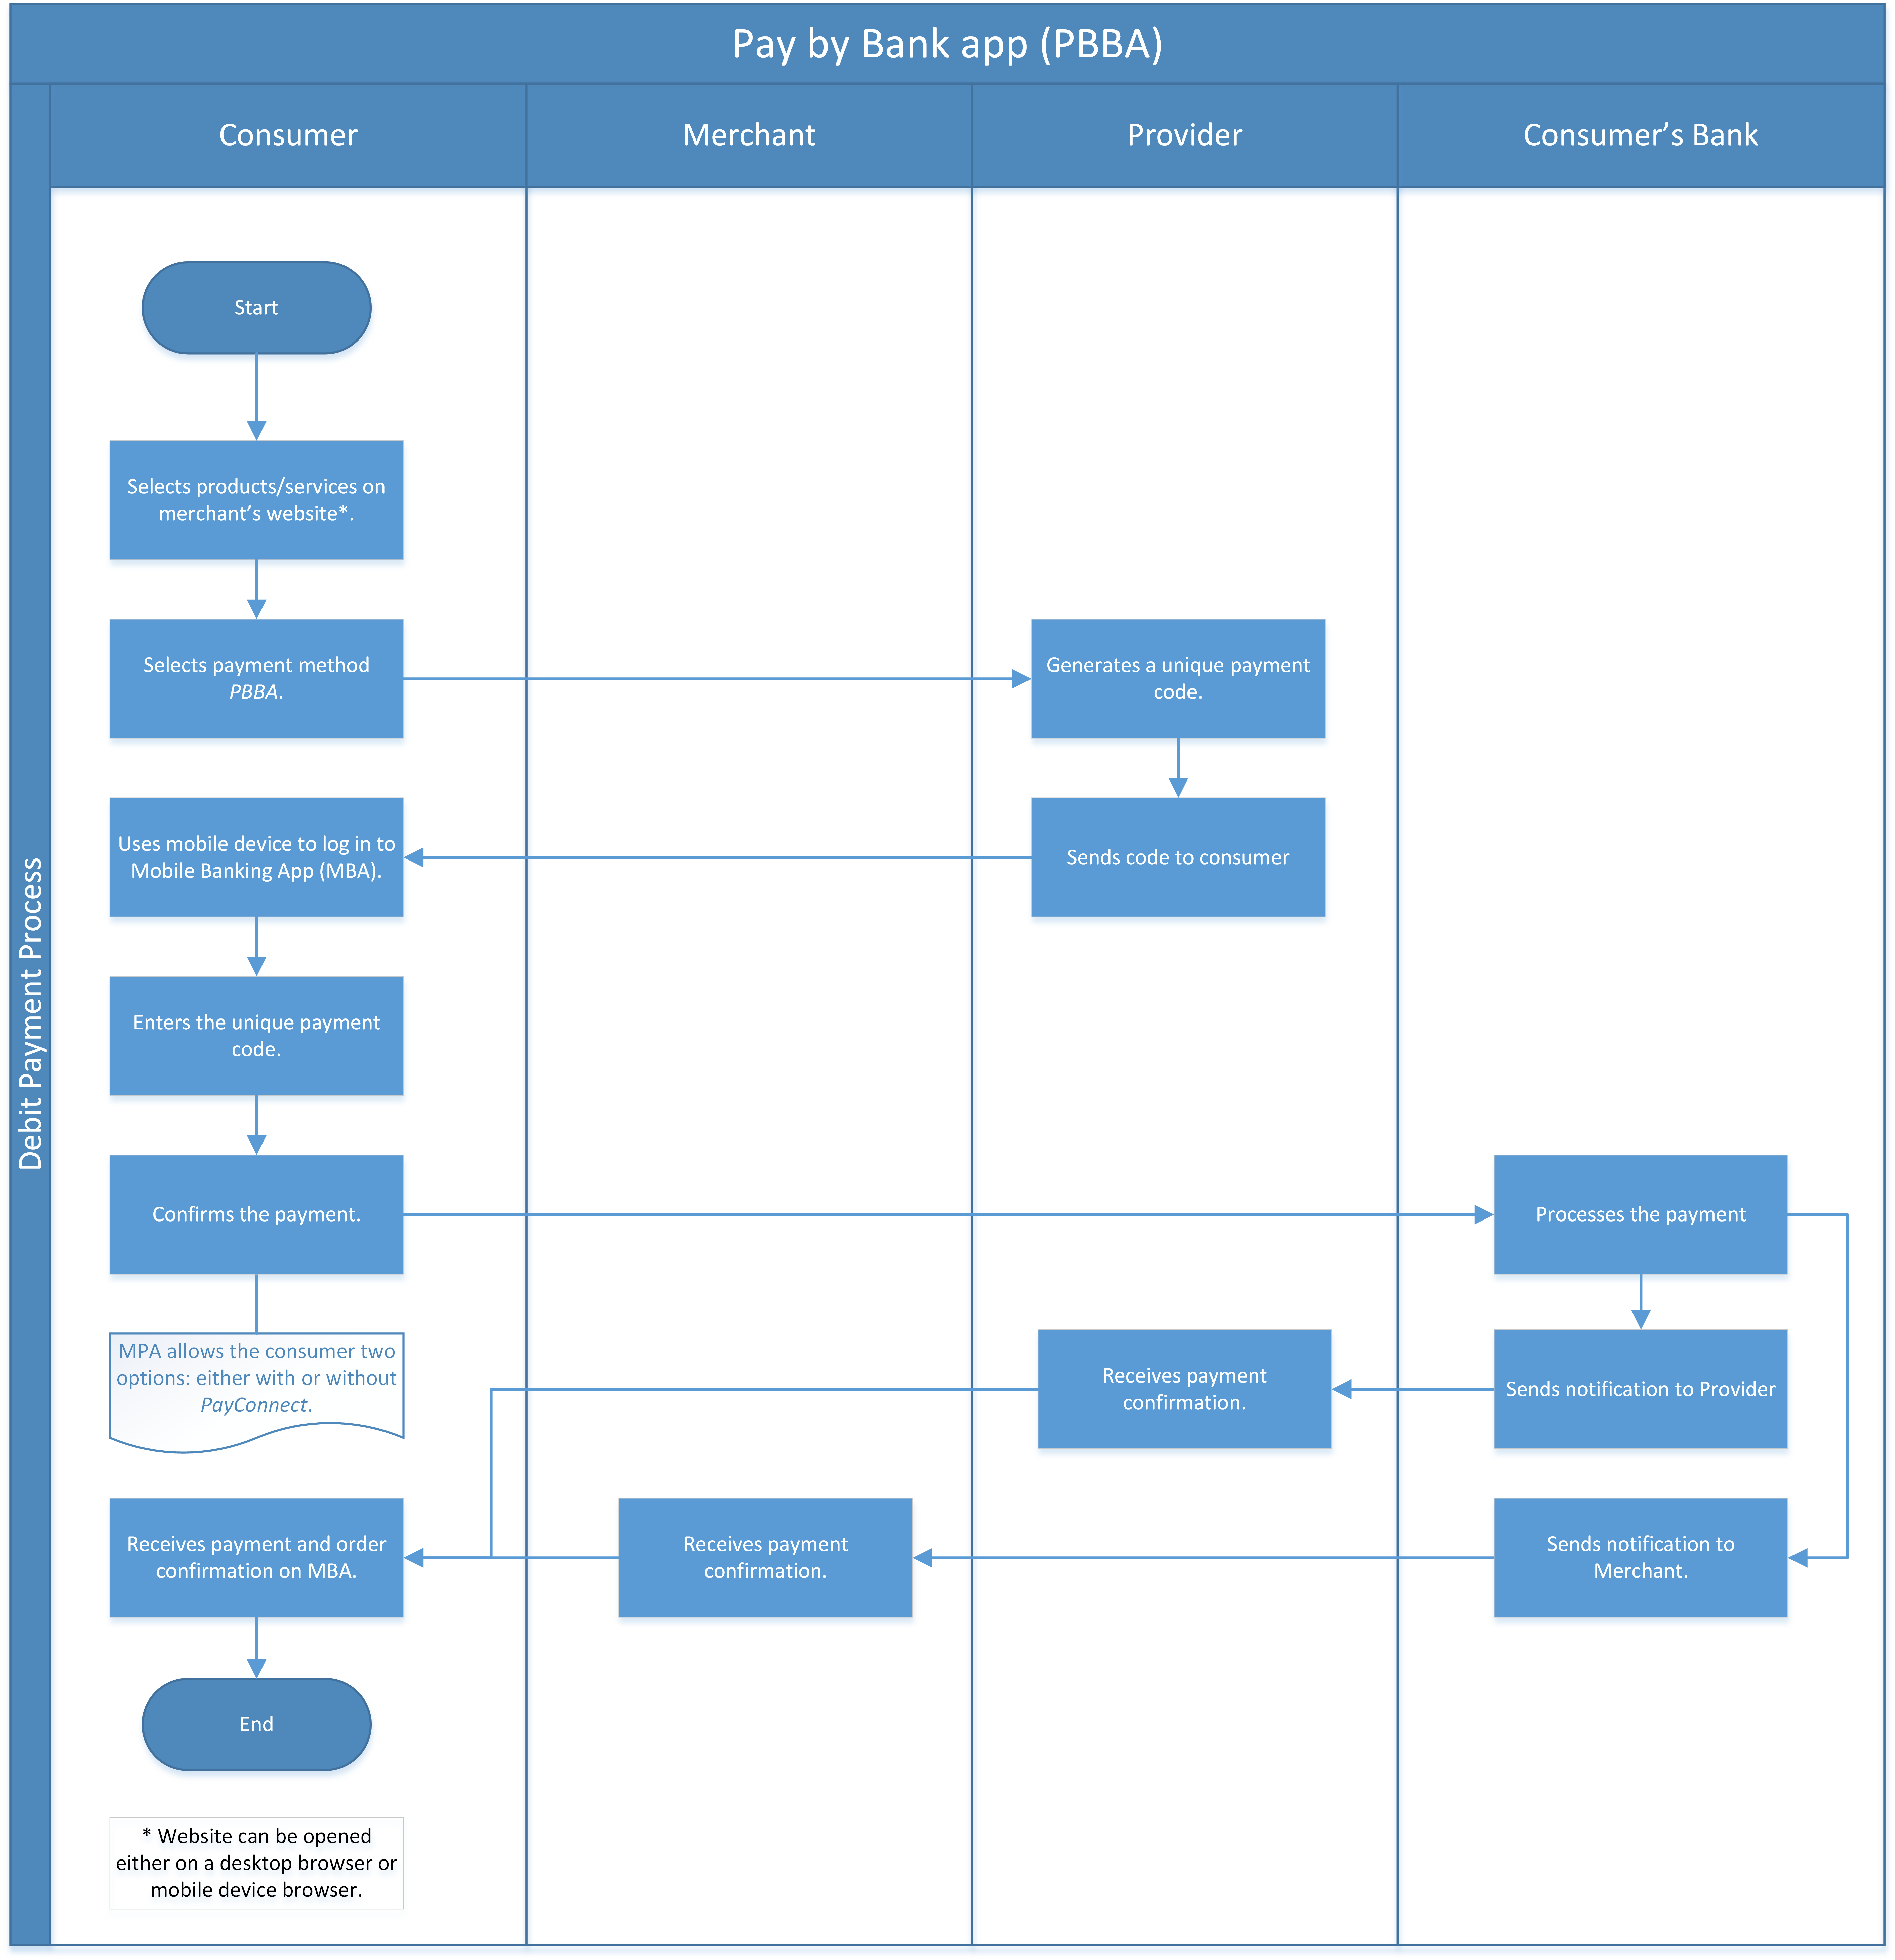 Pay by Bank app (PBBA)
Consumer
Merchant
Provider
Consumer’s Bank
Debit Payment Process
Start
Selects products/services on
merchant’s website*.
Selects payment method
PBBA.
Generates a unique payment
code.
Uses mobile device to log in to
Mobile Banking App (MBA).
Sends code to consumer
Enters the unique payment
code.
Confirms the payment.
Processes the payment
MPA allows the consumer two
options: either with or without
PayConnect.
Receives payment
confirmation.
Sends notification to Provider
Receives payment and order
confirmation on MBA.
Receives payment
confirmation.
Sends notification to
Merchant.
End
* Website can be opened
either on a desktop browser or
mobile device browser.